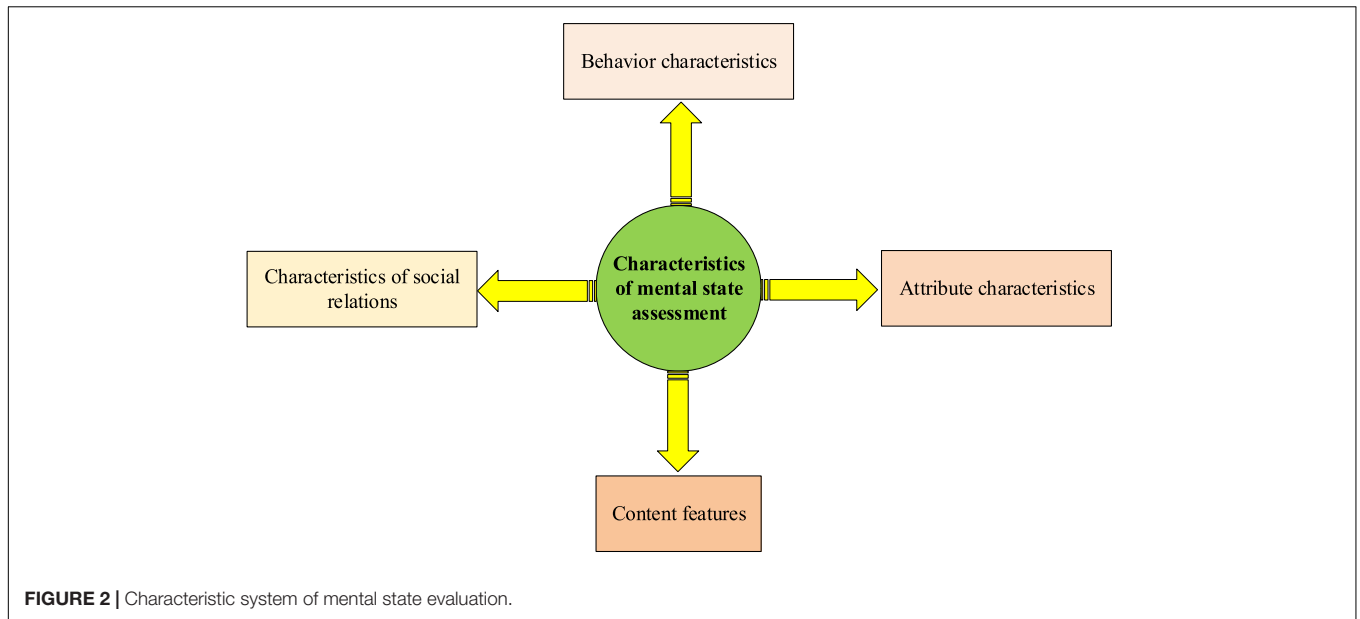 Behavior characteristics
Characteristics of social
relations
Characteristics
of mental state
assessment
Attribute characteristics
Content features
FIGURE 2 | Characteristic system of mental state evaluation.